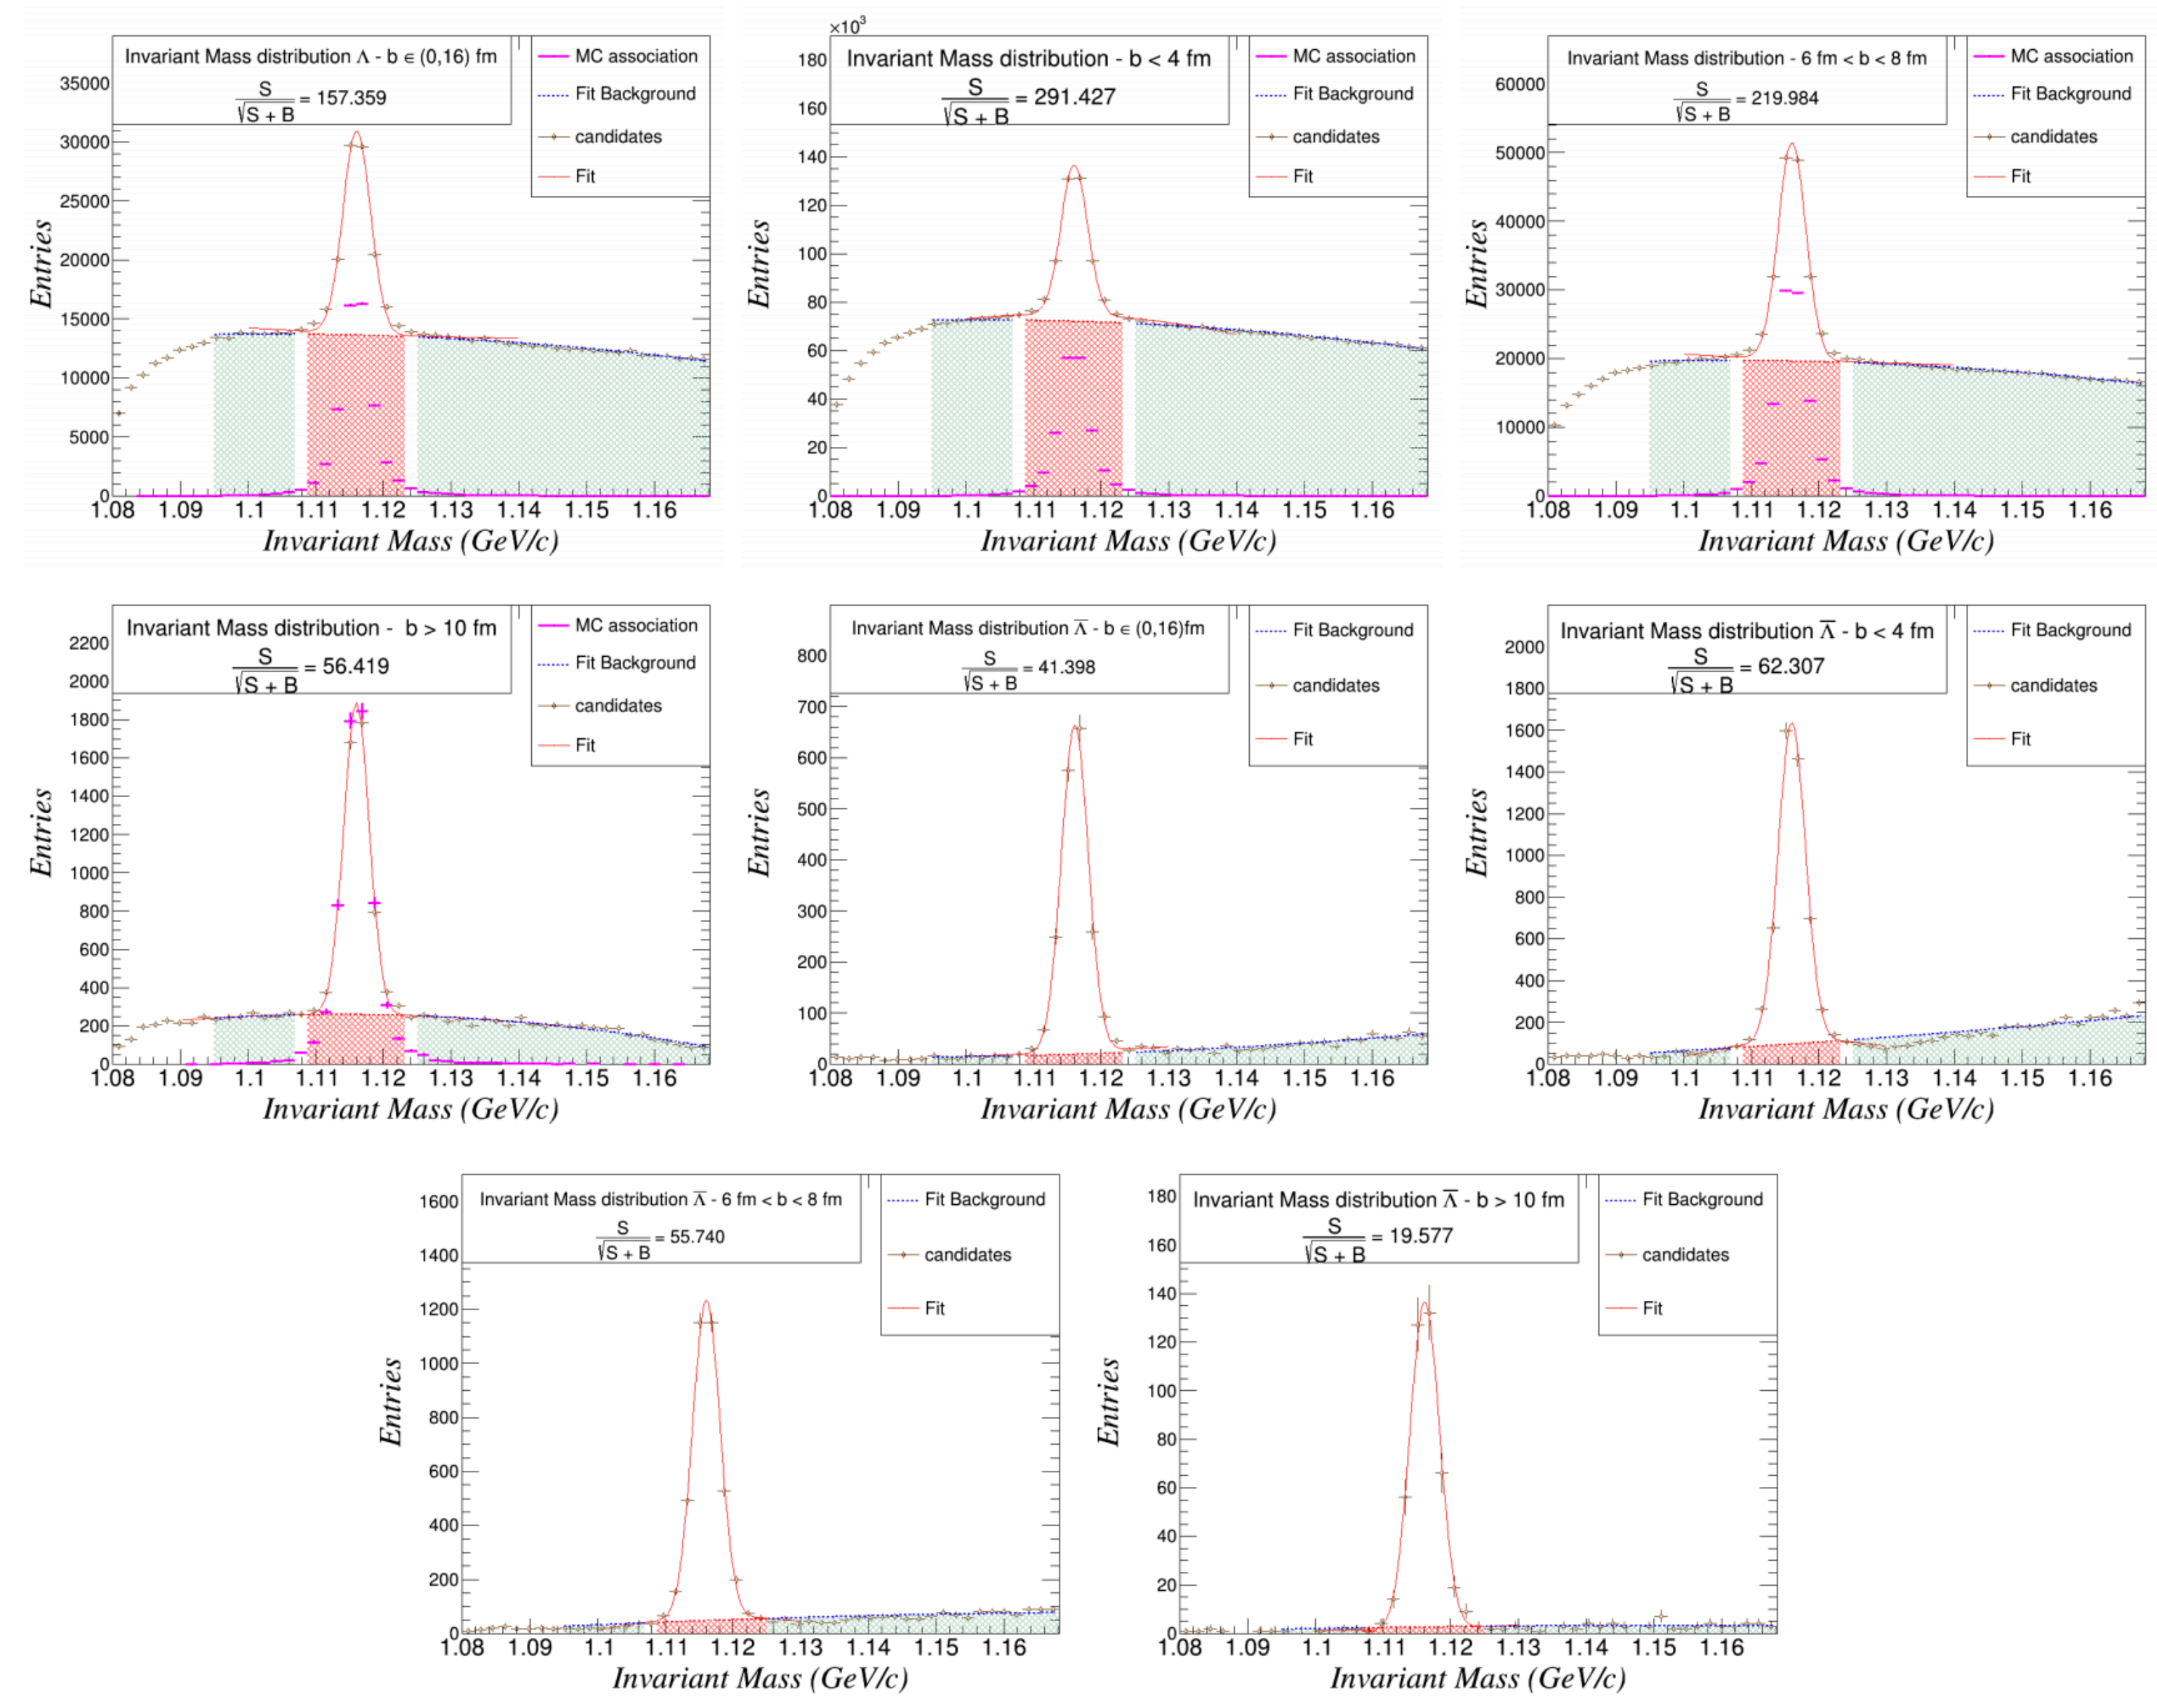 Invariant Mass distribution Λ - b ∈ (0,16) fm
S
√S + B
= 157.359
MC association
Fit Background
candidates
Fit
35000
30000
25000
20000
15000
10000
5000
0
Entries
1.08 1.09 1.1 1.11 1.12 1.13 1.14 1.15 1.16
Invariant Mass (GeV/c)
×10³
Invariant Mass distribution - b < 4 fm
S
√S + B
= 291.427
MC association
Fit Background
candidates
Fit
180
160
140
120
100
80
60
40
20
0
Entries
1.08 1.09 1.1 1.11 1.12 1.13 1.14 1.15 1.16
Invariant Mass (GeV/c)
Invariant Mass distribution - 6 fm < b < 8 fm
S
√S + B
= 219.984
MC association
Fit Background
candidates
Fit
60000
50000
40000
30000
20000
10000
0
Entries
1.08 1.09 1.1 1.11 1.12 1.13 1.14 1.15 1.16
Invariant Mass (GeV/c)
Invariant Mass distribution - b > 10 fm
S
√S + B
= 56.419
MC association
Fit Background
candidates
Fit
2200
2000
1800
1600
1400
1200
1000
800
600
400
200
0
Entries
1.08 1.09 1.1 1.11 1.12 1.13 1.14 1.15 1.16
Invariant Mass (GeV/c)
Invariant Mass distribution Λ̅ - b ∈ (0,16)fm
S
√S + B
= 41.398
Fit Background
candidates
Fit
800
700
600
500
400
300
200
100
0
Entries
1.08 1.09 1.1 1.11 1.12 1.13 1.14 1.15 1.16
Invariant Mass (GeV/c)
Invariant Mass distribution Λ̅ - b < 4 fm
S
√S + B
= 62.307
Fit Background
candidates
Fit
2000
1800
1600
1400
1200
1000
800
600
400
200
0
Entries
1.08 1.09 1.1 1.11 1.12 1.13 1.14 1.15 1.16
Invariant Mass (GeV/c)
Invariant Mass distribution Λ̅ - 6 fm < b < 8 fm
S
√S + B
= 55.740
Fit Background
candidates
Fit
1600
1400
1200
1000
800
600
400
200
0
Entries
1.08 1.09 1.1 1.11 1.12 1.13 1.14 1.15 1.16
Invariant Mass (GeV/c)
Invariant Mass distribution Λ̅ - b > 10 fm
S
√S + B
= 19.577
Fit Background
candidates
Fit
180
160
140
120
100
80
60
40
20
0
Entries
1.08 1.09 1.1 1.11 1.12 1.13 1.14 1.15 1.16
Invariant Mass (GeV/c)